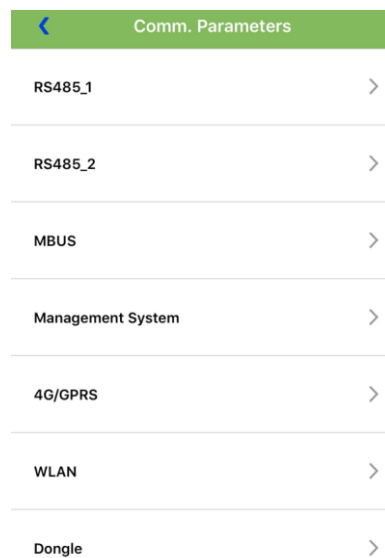 Comm. Parameters
RS485_1
RS485_2
MBUS
Management System
4G/GPRS
WLAN
Dongle